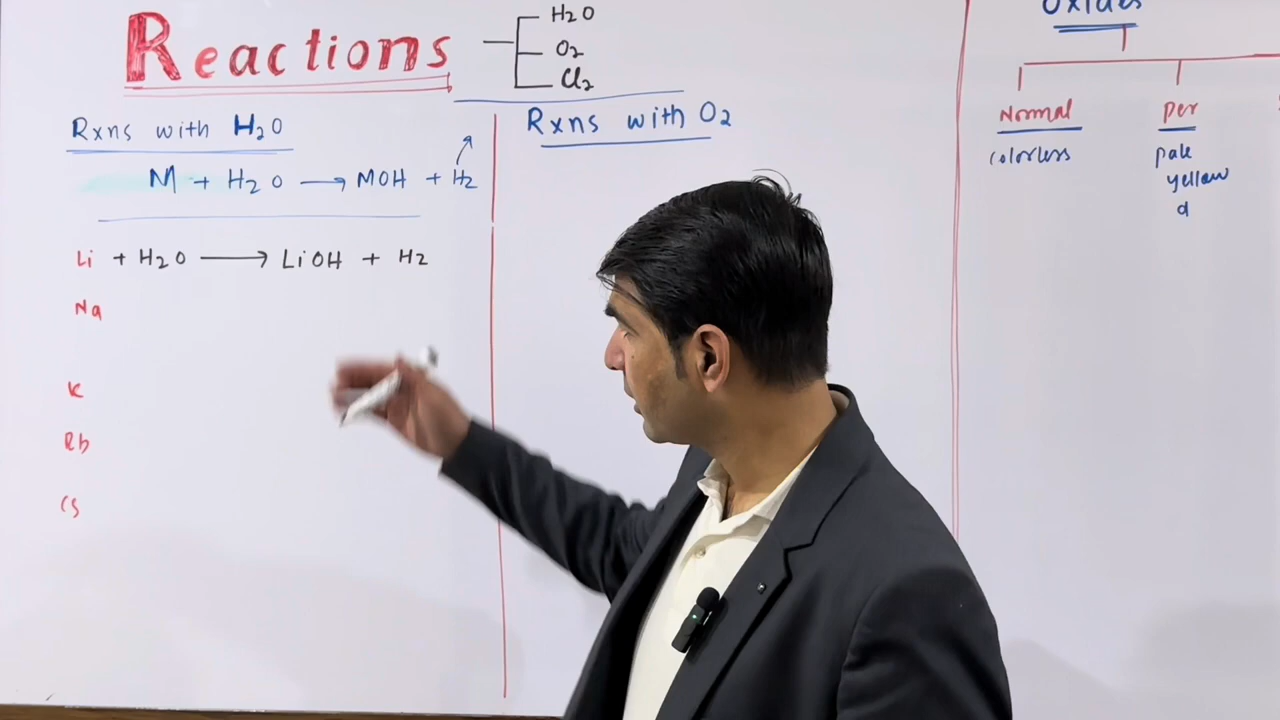 Reactions
H2O
O2
Cl2
Rxns with H2O
M + H2O → MOH + H2
Li + H2O → LiOH + H2
Na
K
Rb
Cs
Rxns with O2
Oxides
Normal
colorless
Per
pale
yellow
d